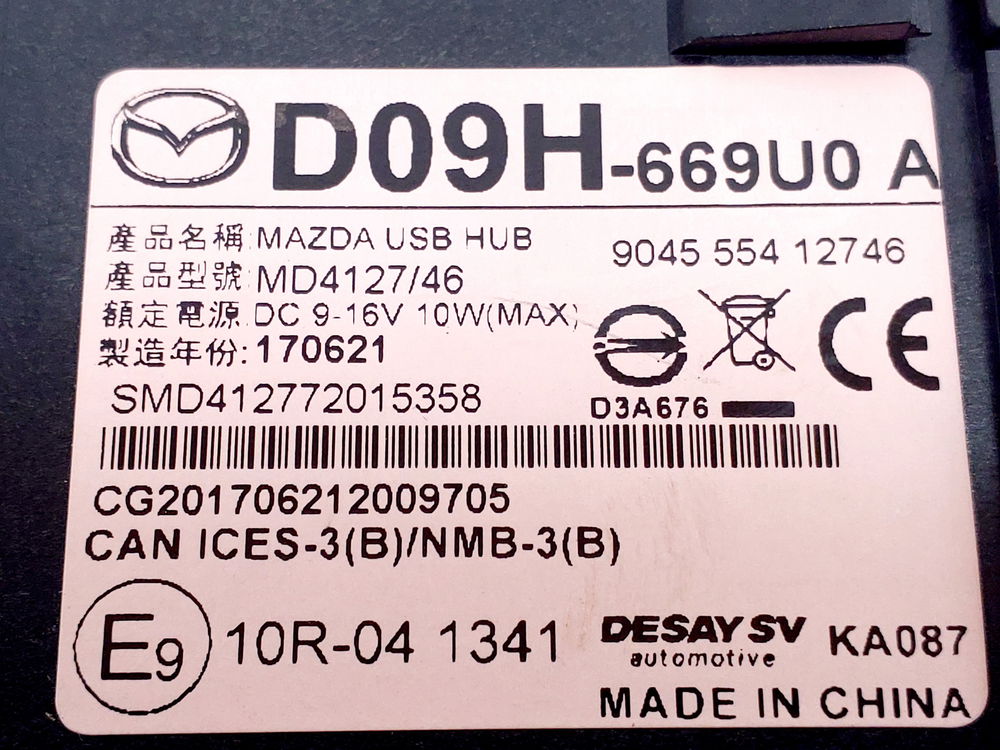 D09H-669U0 A
產品名稱:MAZDA USB HUB
產品型號:MD4127/46
額定電源:DC 9-16V 10W(MAX)
製造年份:170621
9045 554 12746
SMD412772015358
CE
D3A676
CG201706212009705
CAN ICES-3(B)/NMB-3(B)
E9 10R-04 1341
DESAY SV
automotive
KA087
MADE IN CHINA